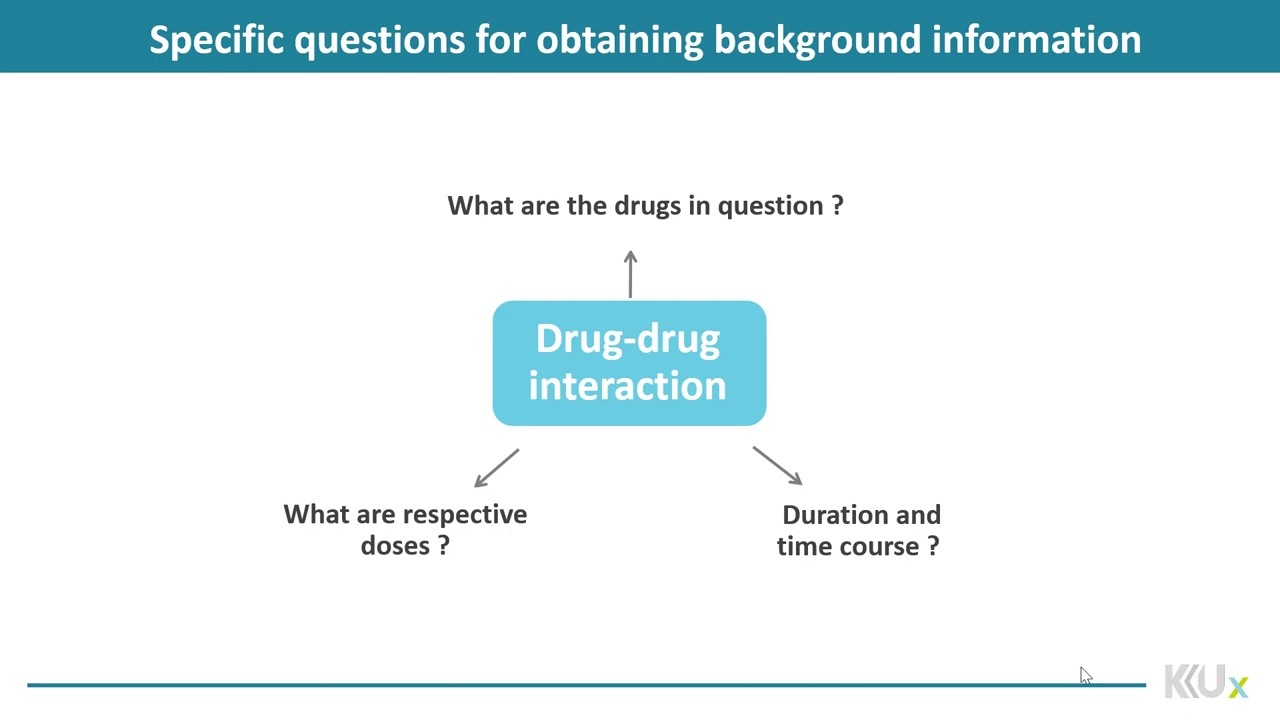 Specific questions for obtaining background information
What are the drugs in question ?
Drug-drug
interaction
What are respective
doses ?
Duration and
time course ?
KKUx